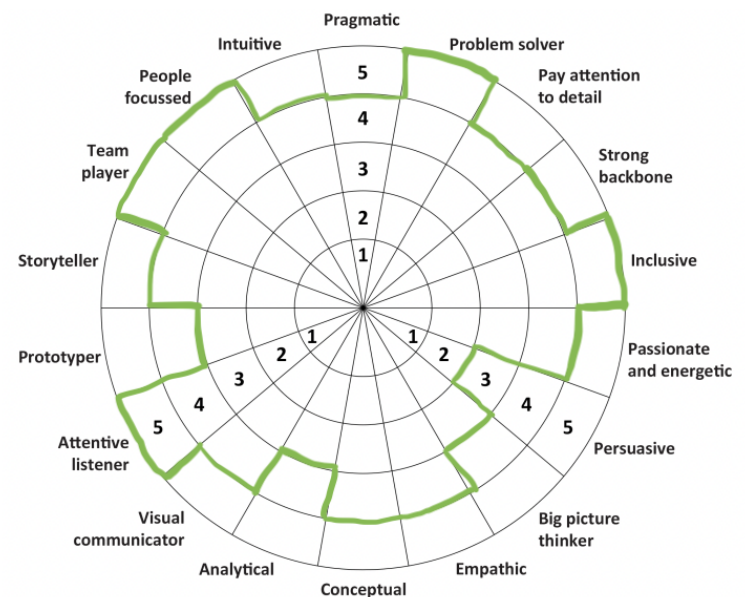 Pragmatic
Problem solver
Pay attention
to detail
Strong
backbone
Inclusive
Passionate
and energetic
Persuasive
Big picture
thinker
Empathic
Conceptual
Analytical
Visual
communicator
Attentive
listener
Prototyper
Storyteller
Team
player
People
focussed
Intuitive
5
4
3
2
1
1
2
3
4
5
1
2
3
4
5